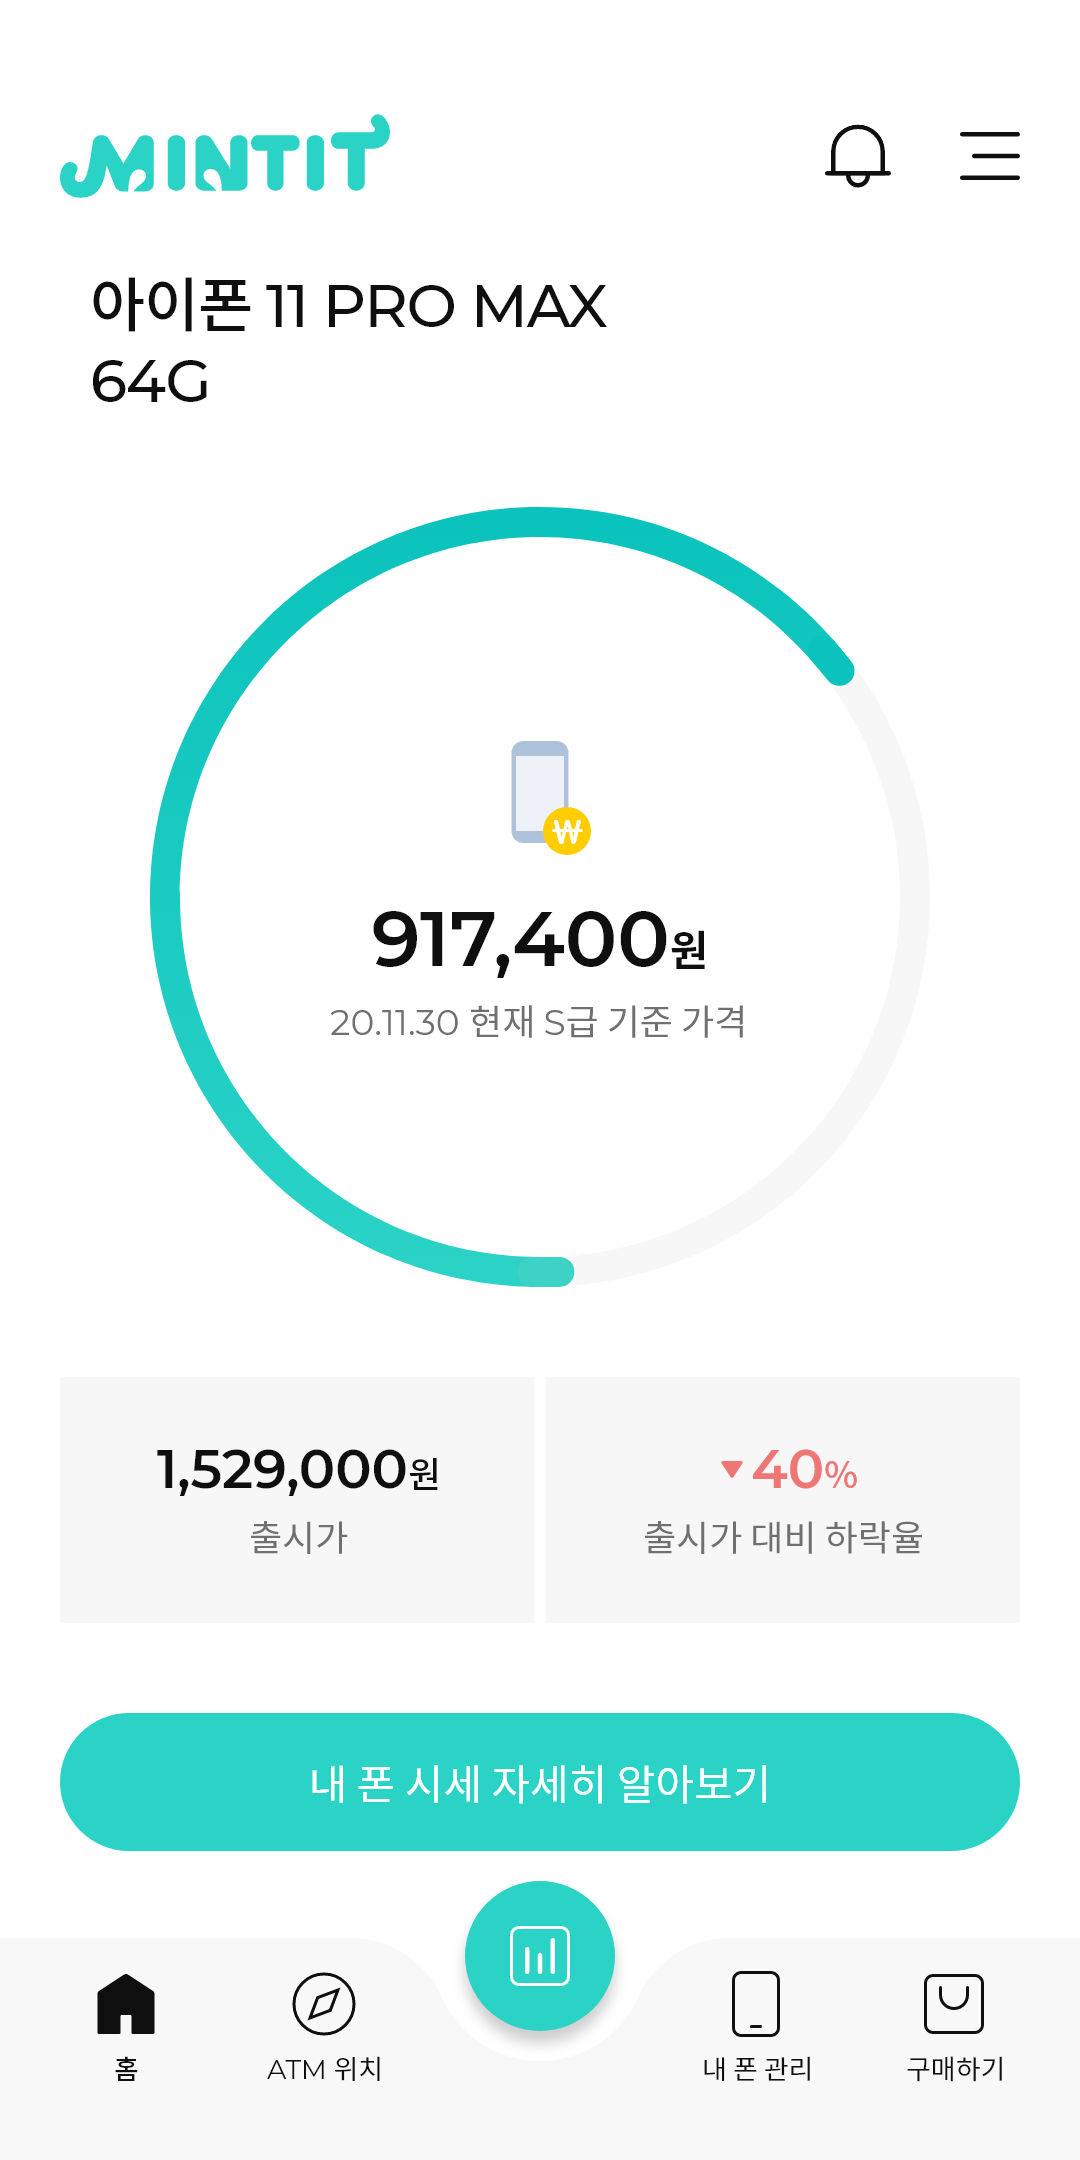 MINTIT
아이폰 11 PRO MAX
64G
₩
917,400원
20.11.30 현재 S급 기준 가격
1,529,000원
출시가
▼40%
출시가 대비 하락율
내 폰 시세 자세히 알아보기
홈
ATM 위치
내 폰 관리
구매하기